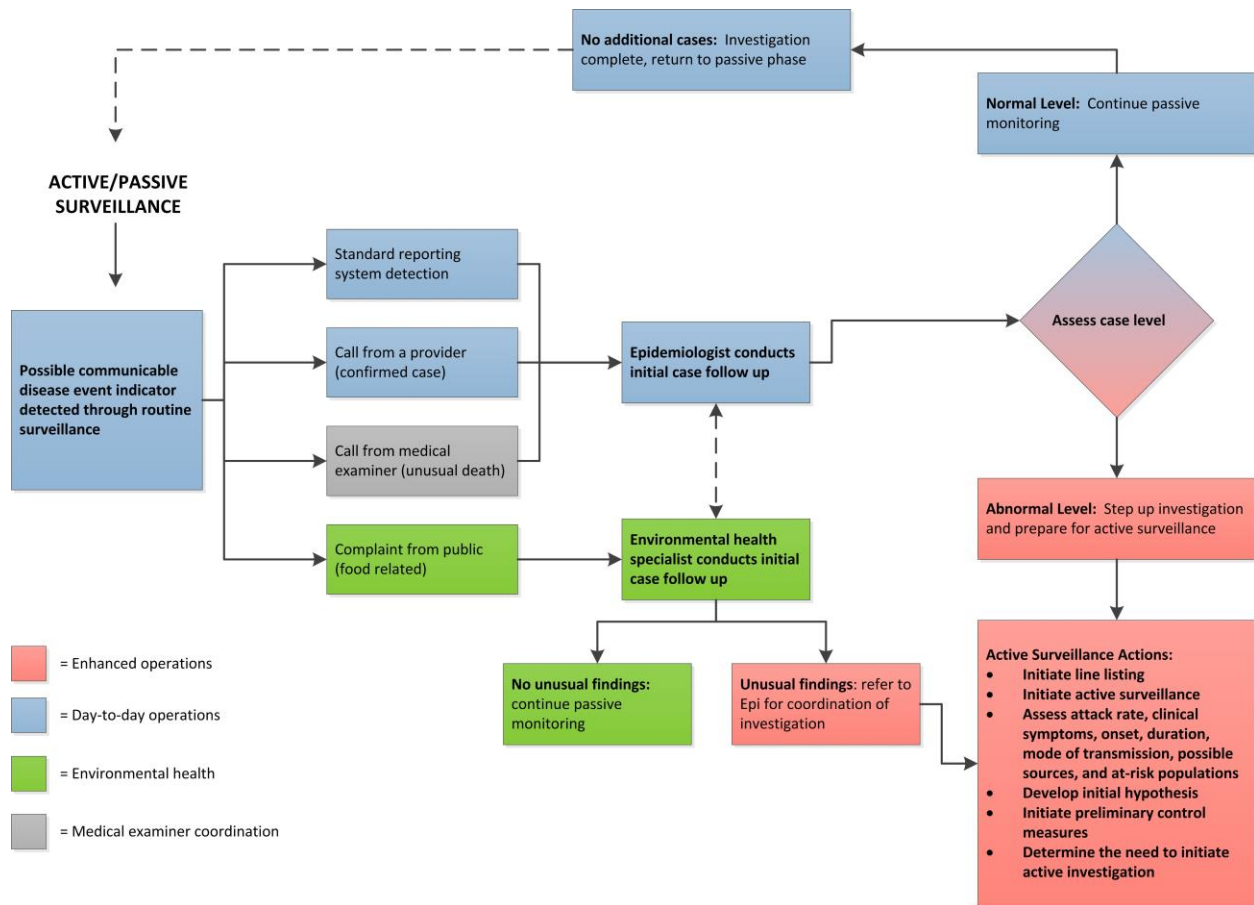 No additional cases: Investigation
complete, return to passive phase
Normal Level: Continue passive
monitoring
ACTIVE/PASSIVE
SURVEILLANCE
Standard reporting
system detection
Assess case level
Possible communicable
disease event indicator
detected through routine
surveillance
Call from a provider
(confirmed case)
Epidemiologist conducts
initial case follow up
Call from medical
examiner (unusual death)
Abnormal Level: Step up investigation
and prepare for active surveillance
Complaint from public
(food related)
Environmental health
specialist conducts initial
case follow up
No unusual findings:
continue passive
monitoring
Unusual findings: refer to
Epi for coordination of
investigation
Active Surveillance Actions:
• Initiate line listing
• Initiate active surveillance
• Assess attack rate, clinical
symptoms, onset, duration,
mode of transmission, possible
sources, and at-risk populations
• Develop initial hypothesis
• Initiate preliminary control
measures
• Determine the need to initiate
active investigation
= Enhanced operations
= Day-to-day operations
= Environmental health
= Medical examiner coordination